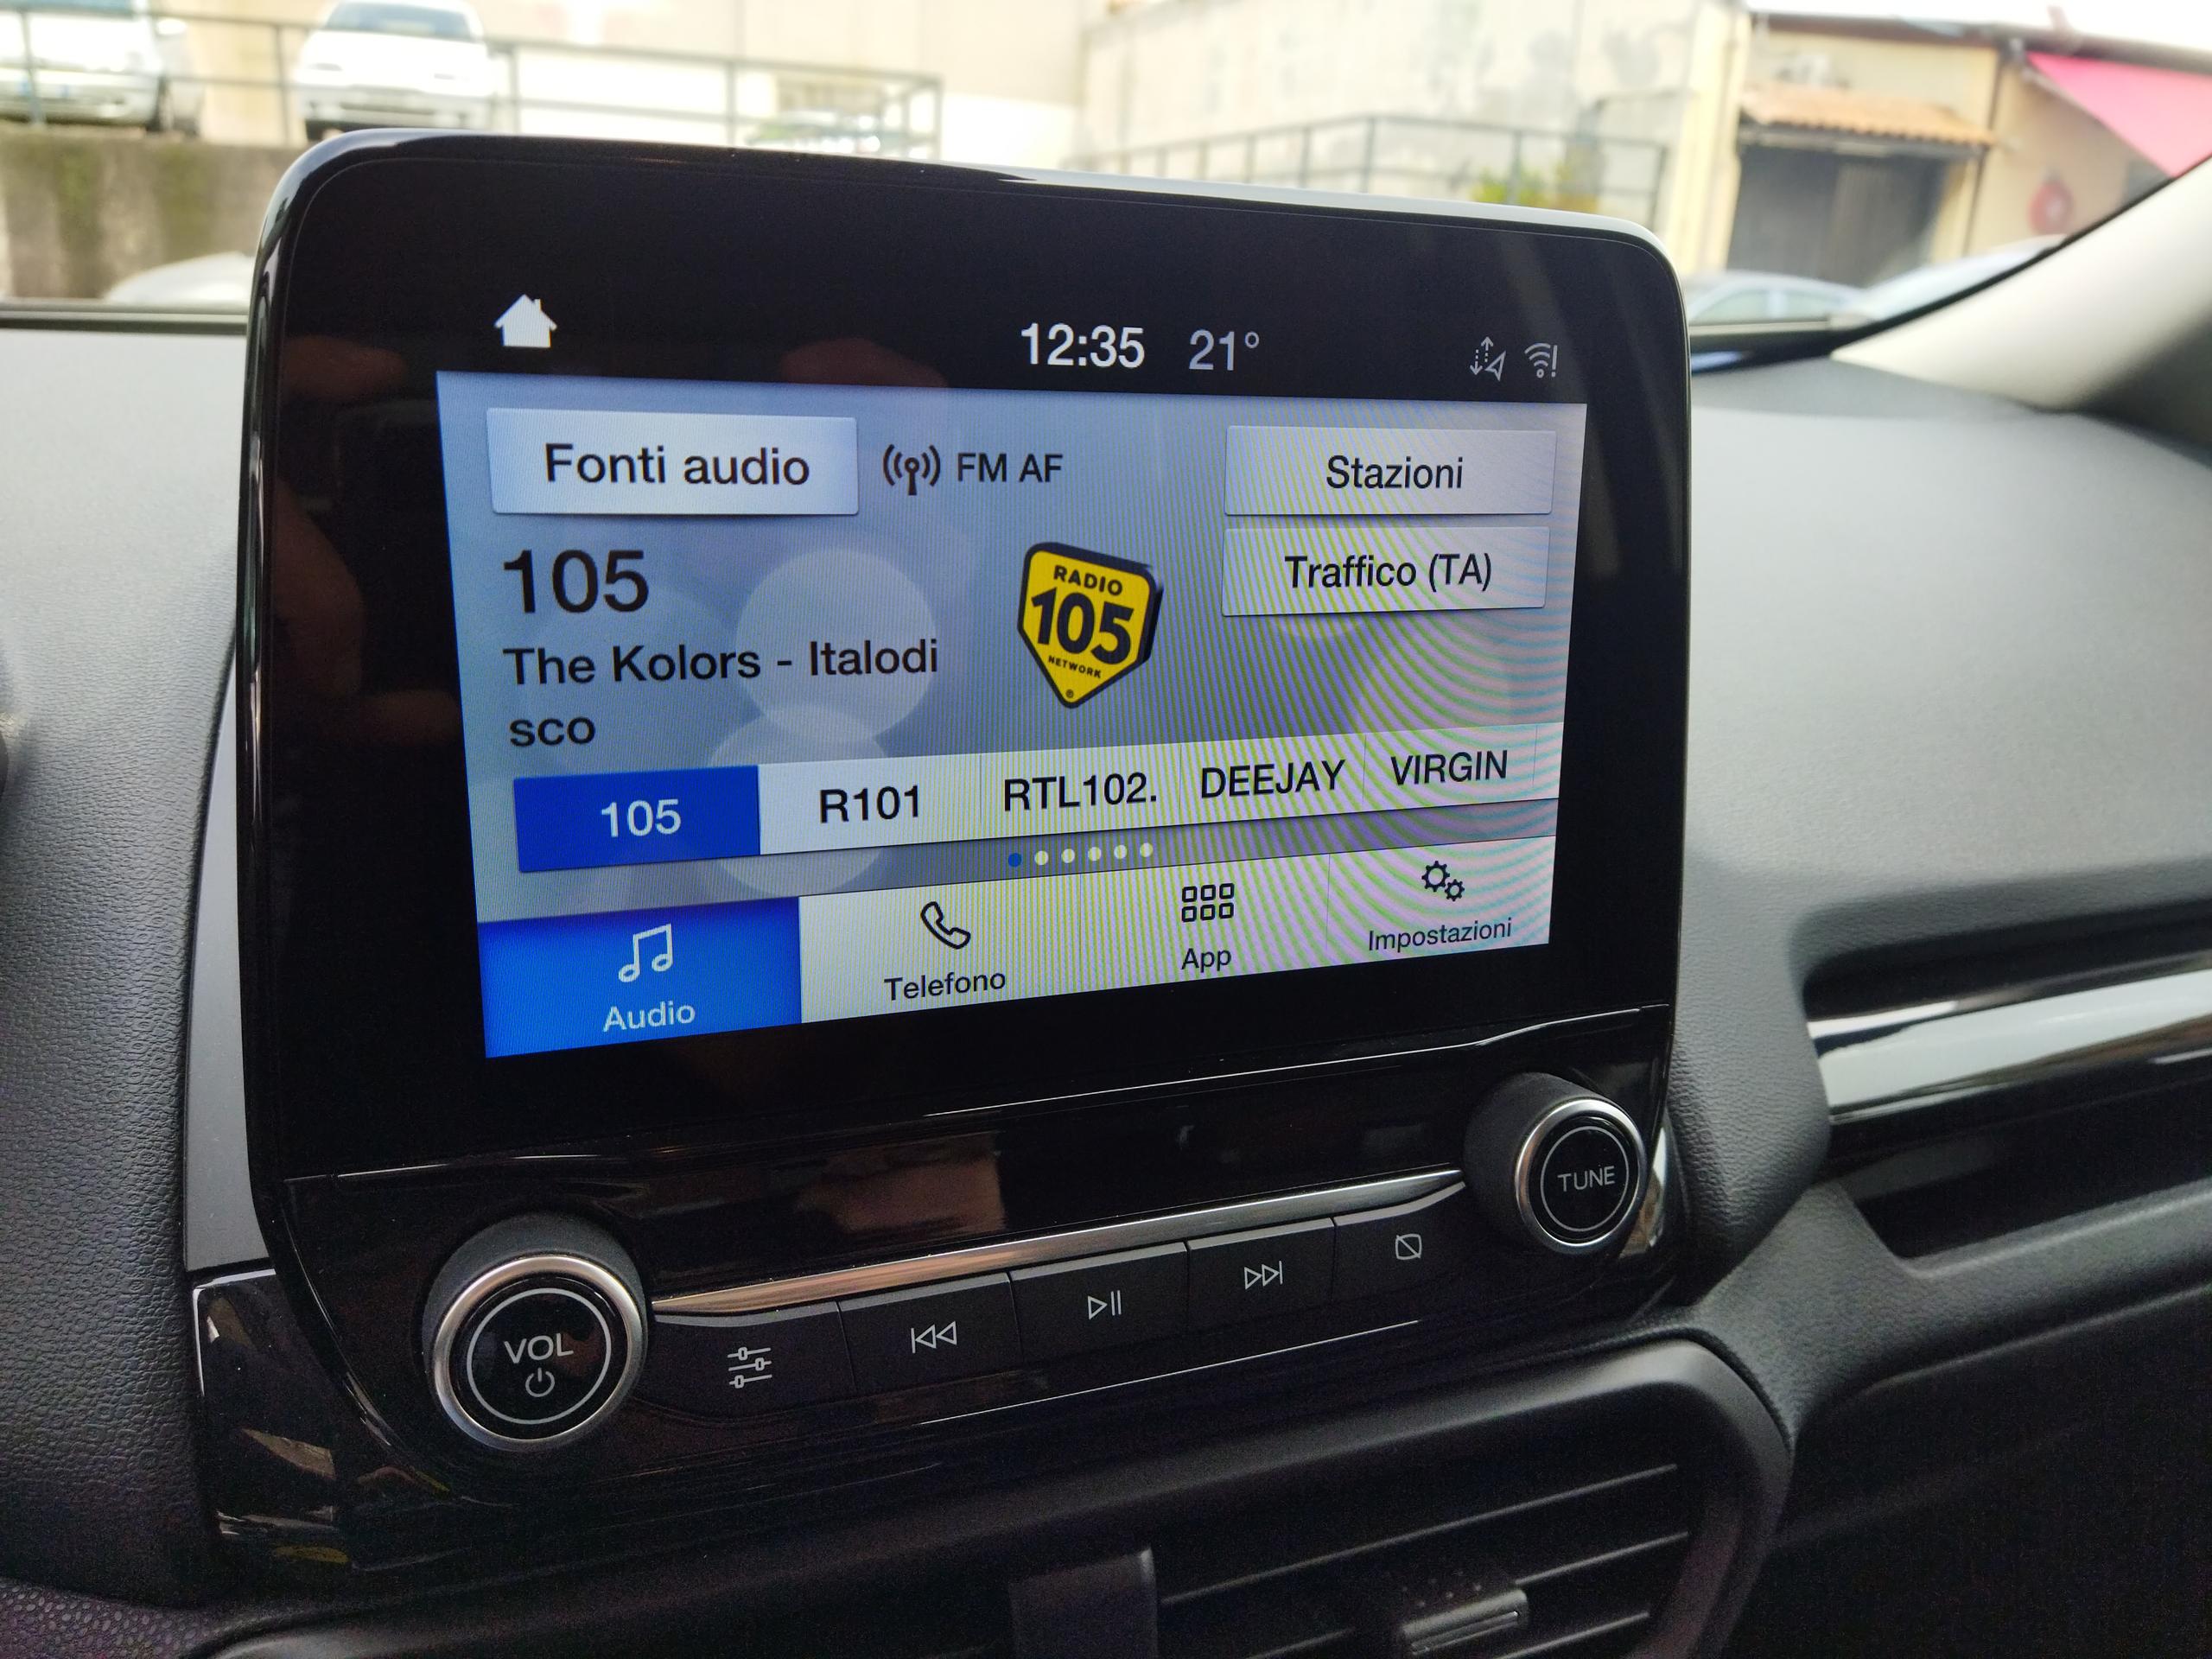 12:35 21°
Fonti audio FM AF Stazioni
Traffico (TA)
105
The Kolors - Italodi
sco
RADIO
105
NETWORK
®
105 R101 RTL102. DEEJAY VIRGIN
Audio Telefono App Impostazioni
VOL
TUNE